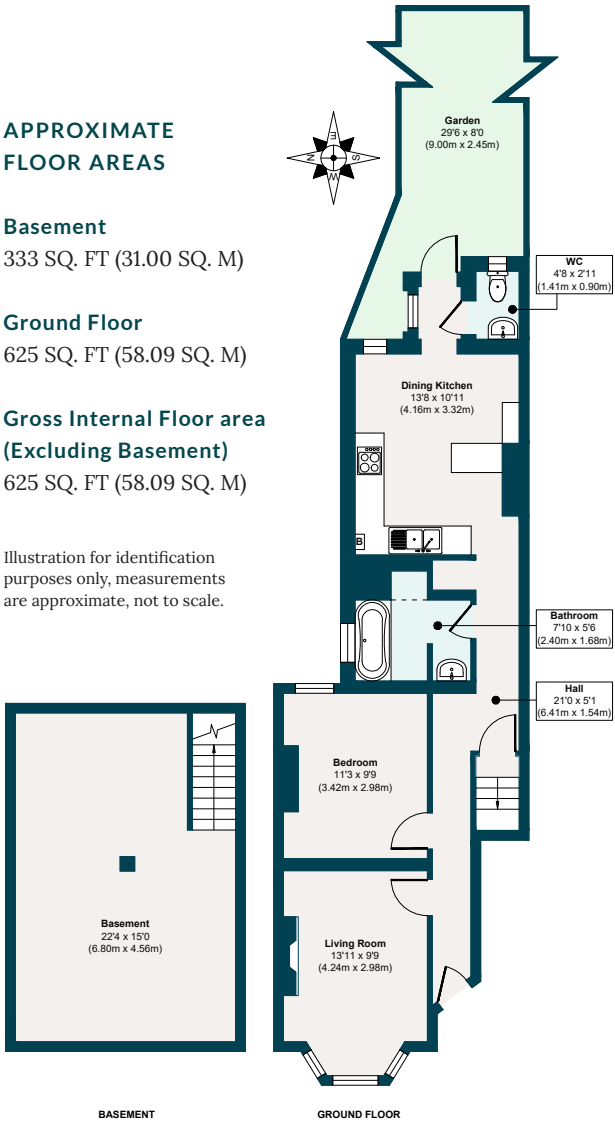 APPROXIMATE
FLOOR AREAS
Basement
333 SQ. FT (31.00 SQ. M)
Ground Floor
625 SQ. FT (58.09 SQ. M)
Gross Internal Floor area
(Excluding Basement)
625 SQ. FT (58.09 SQ. M)
Illustration for identification
purposes only, measurements
are approximate, not to scale.
E
N
S
W
Garden
29'6 x 8'0
(9.00m x 2.45m)
WC
4'8 x 2'11
(1.41m x 0.90m)
Dining Kitchen
13'8 x 10'11
(4.16m x 3.32m)
B
Bathroom
7'10 x 5'6
(2.40m x 1.68m)
Hall
21'0 x 5'1
(6.41m x 1.54m)
Bedroom
11'3 x 9'9
(3.42m x 2.98m)
Living Room
13'11 x 9'9
(4.24m x 2.98m)
Basement
22'4 x 15'0
(6.80m x 4.56m)
BASEMENT
GROUND FLOOR